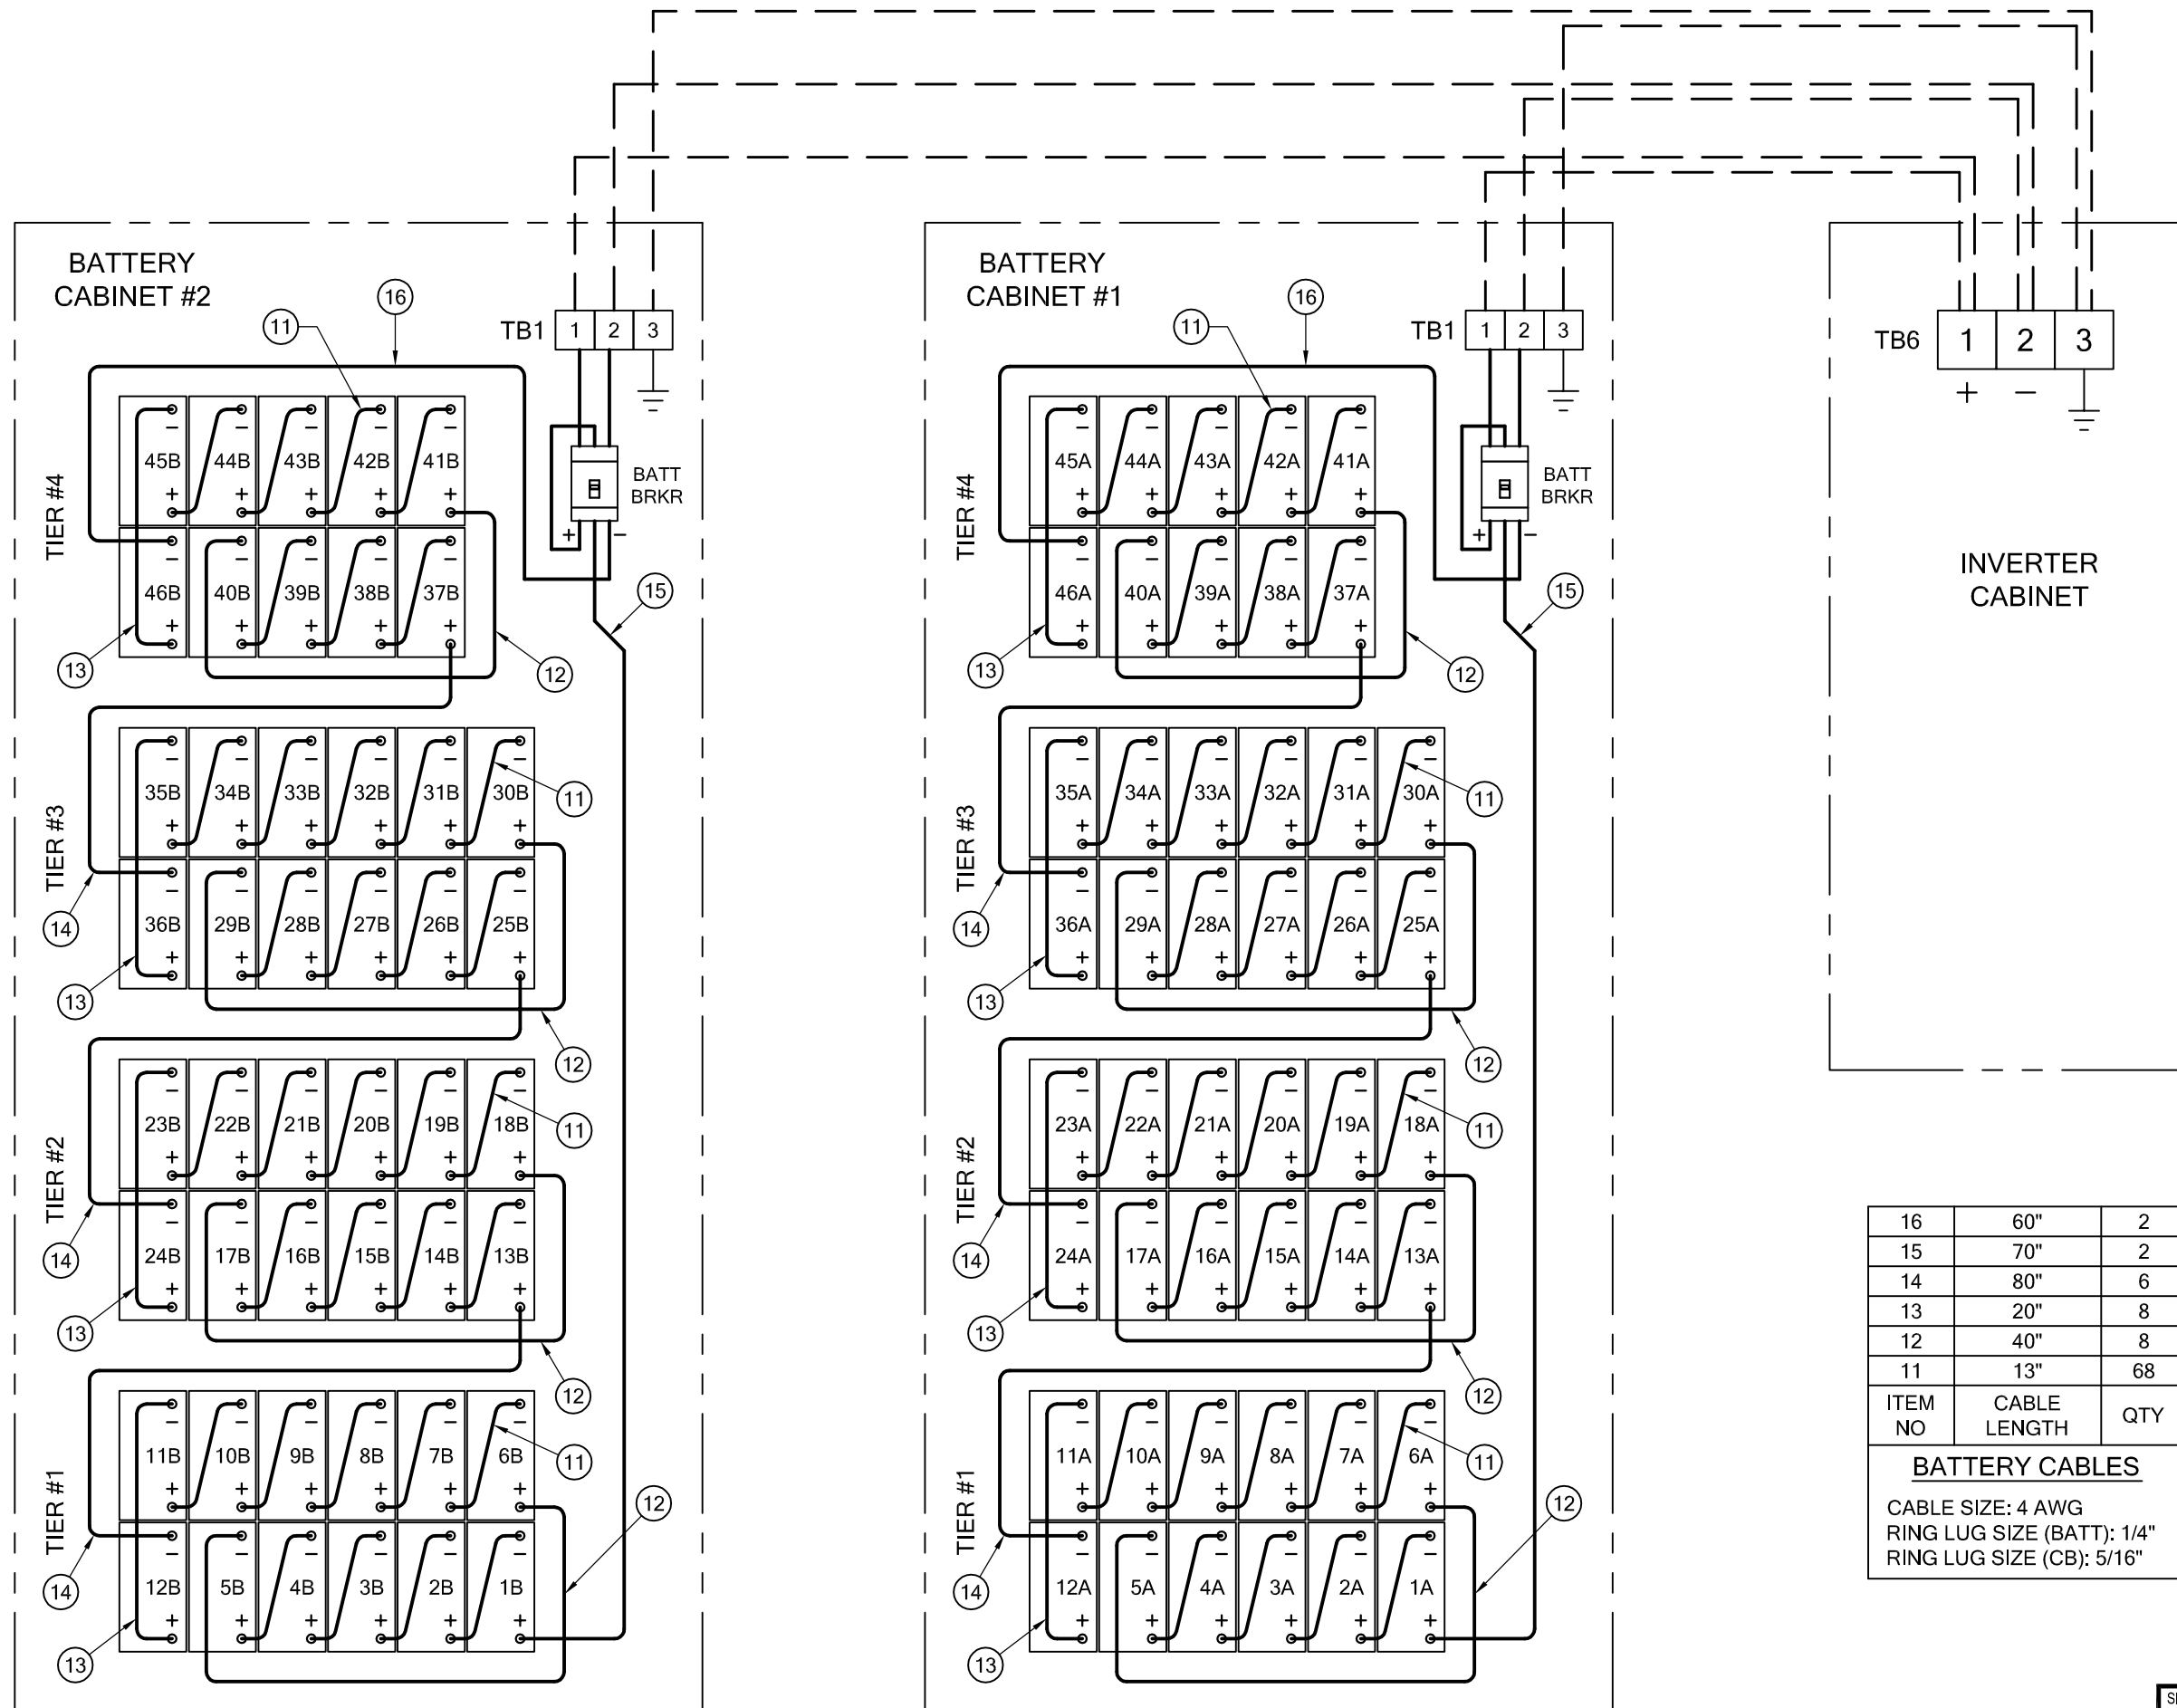 BATTERY
CABINET #2
16
11
TB1 1 2 3
TIER #4
45B 44B 43B 42B 41B
BATT
BRKR
+ −
46B 40B 39B 38B 37B
15
13
12
TIER #3
35B 34B 33B 32B 31B 30B
11
36B 29B 28B 27B 26B 25B
14
13
12
TIER #2
23B 22B 21B 20B 19B 18B
11
24B 17B 16B 15B 14B 13B
14
13
12
TIER #1
11B 10B 9B 8B 7B 6B
11
12
12B 5B 4B 3B 2B 1B
14
13
BATTERY
CABINET #1
16
11
TB1 1 2 3
TIER #4
45A 44A 43A 42A 41A
BATT
BRKR
+ −
46A 40A 39A 38A 37A
15
13
12
TIER #3
35A 34A 33A 32A 31A 30A
11
36A 29A 28A 27A 26A 25A
14
13
12
TIER #2
23A 22A 21A 20A 19A 18A
11
24A 17A 16A 15A 14A 13A
14
13
12
TIER #1
11A 10A 9A 8A 7A 6A
11
12
12A 5A 4A 3A 2A 1A
14
13
TB6 1 2 3
+ −
INVERTER
CABINET
16 60" 2
15 70" 2
14 80" 6
13 20" 8
12 40" 8
11 13" 68
ITEM NO CABLE LENGTH QTY
BATTERY CABLES
CABLE SIZE: 4 AWG
RING LUG SIZE (BATT): 1/4"
RING LUG SIZE (CB): 5/16"